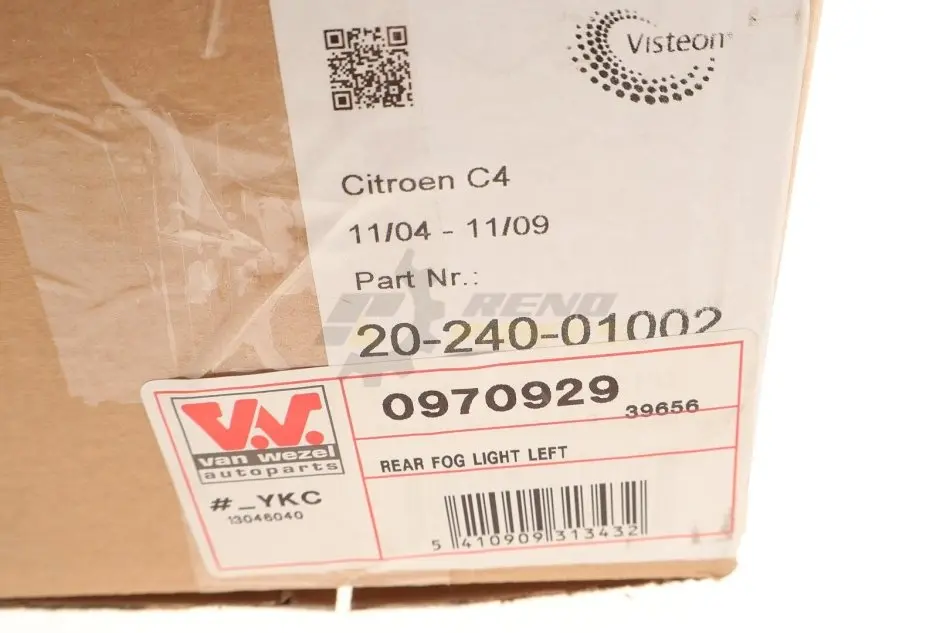 Visteon
Citroen C4
11/04 - 11/09
Part Nr.:
RENO
20-240-01002
0970929
39656
V.W.
van wezel
autoparts
REAR FOG LIGHT LEFT
#_YKC
13046040
5 410909 313432